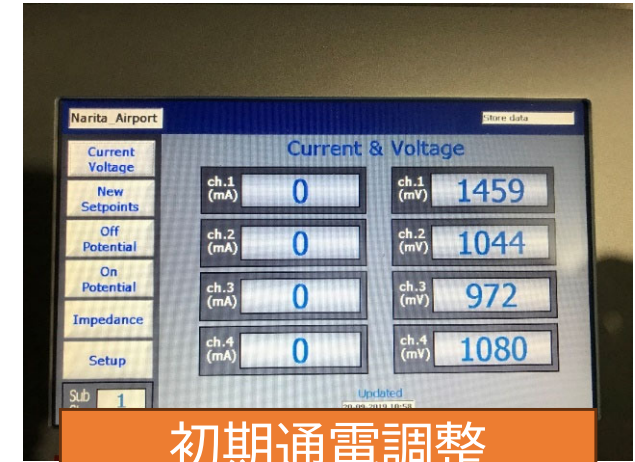 Narita_Airport
Store data
Current & Voltage
Current
Voltage
New
Setpoints
Off
Potential
On
Potential
Impedance
Setup
Sub
1
ch.1
(mA)
0
ch.1
(mV)
1459
ch.2
(mA)
0
ch.2
(mV)
1044
ch.3
(mA)
0
ch.3
(mV)
972
ch.4
(mA)
0
ch.4
(mV)
1080
Updated
初期通電調整